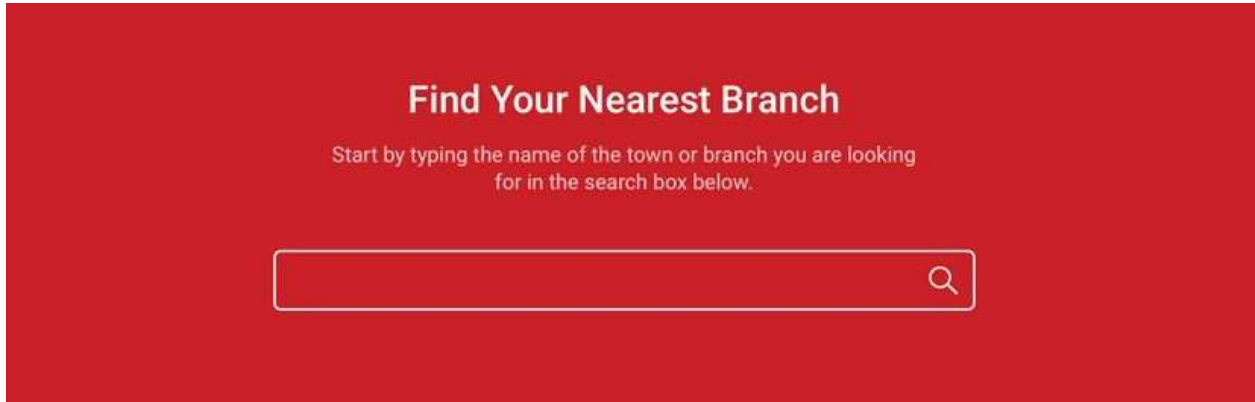 Find Your Nearest Branch
Start by typing the name of the town or branch you are looking
for in the search box below.